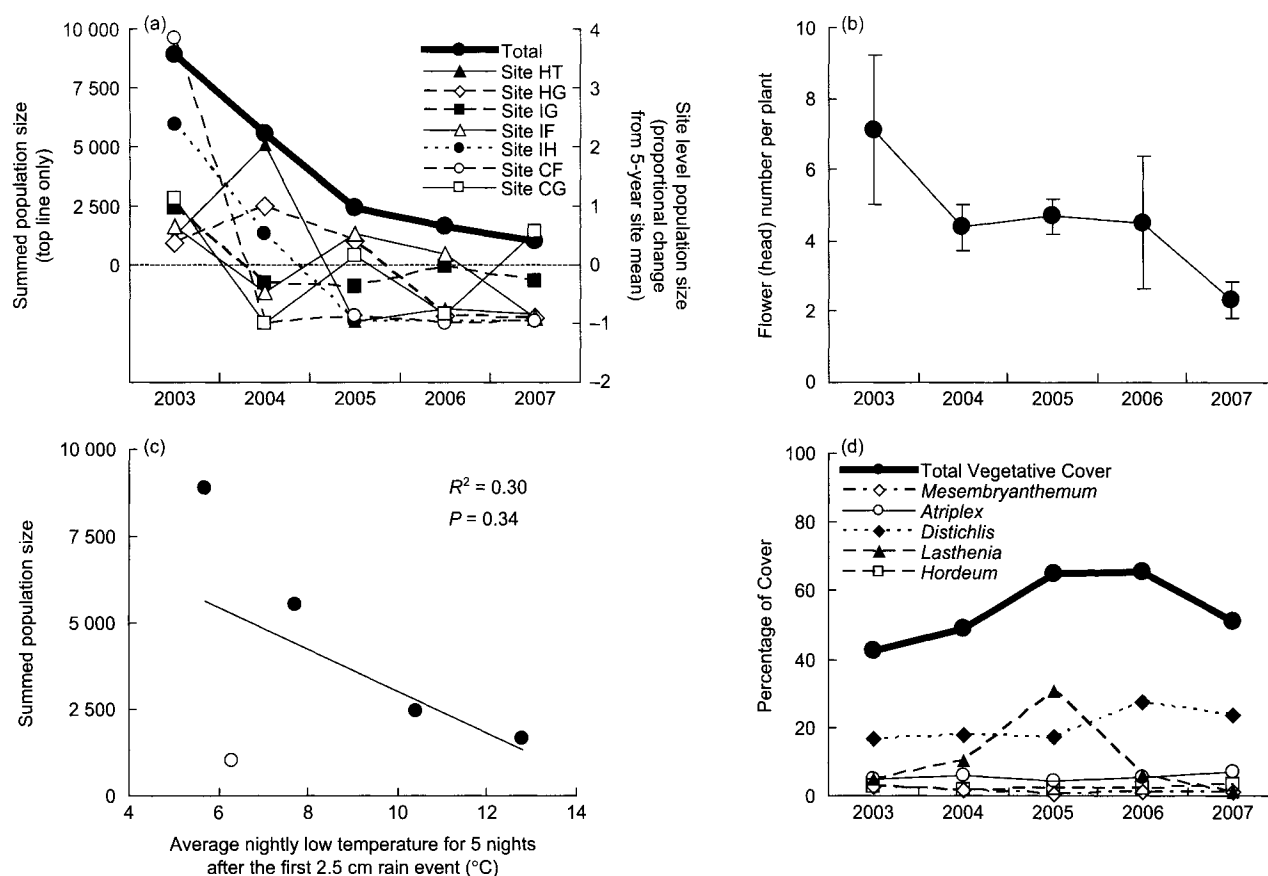 (a)
10 000
7 500
5 000
2 500
0
Summed population size
(top line only)
4
3
2
1
0
−1
−2
Site level population size
(proportional change
from 5-year site mean)
Total
Site HT
Site HG
Site IG
Site IF
Site IH
Site CF
Site CG
2003 2004 2005 2006 2007
(b)
10
8
6
4
2
0
Flower (head) number per plant
2003 2004 2005 2006 2007
(c)
10 000
7 500
5 000
2 500
0
Summed population size
R² = 0.30
P = 0.34
4 6 8 10 12 14
Average nightly low temperature for 5 nights
after the first 2.5 cm rain event (°C)
(d)
100
80
60
40
20
0
Percentage of Cover
Total Vegetative Cover
Mesembryanthemum
Atriplex
Distichlis
Lasthenia
Hordeum
2003 2004 2005 2006 2007